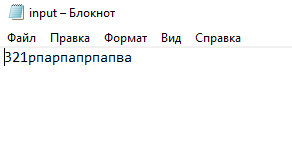 input – Блокнот
Файл Правка Формат Вид Справка
321рпарпапрпапва